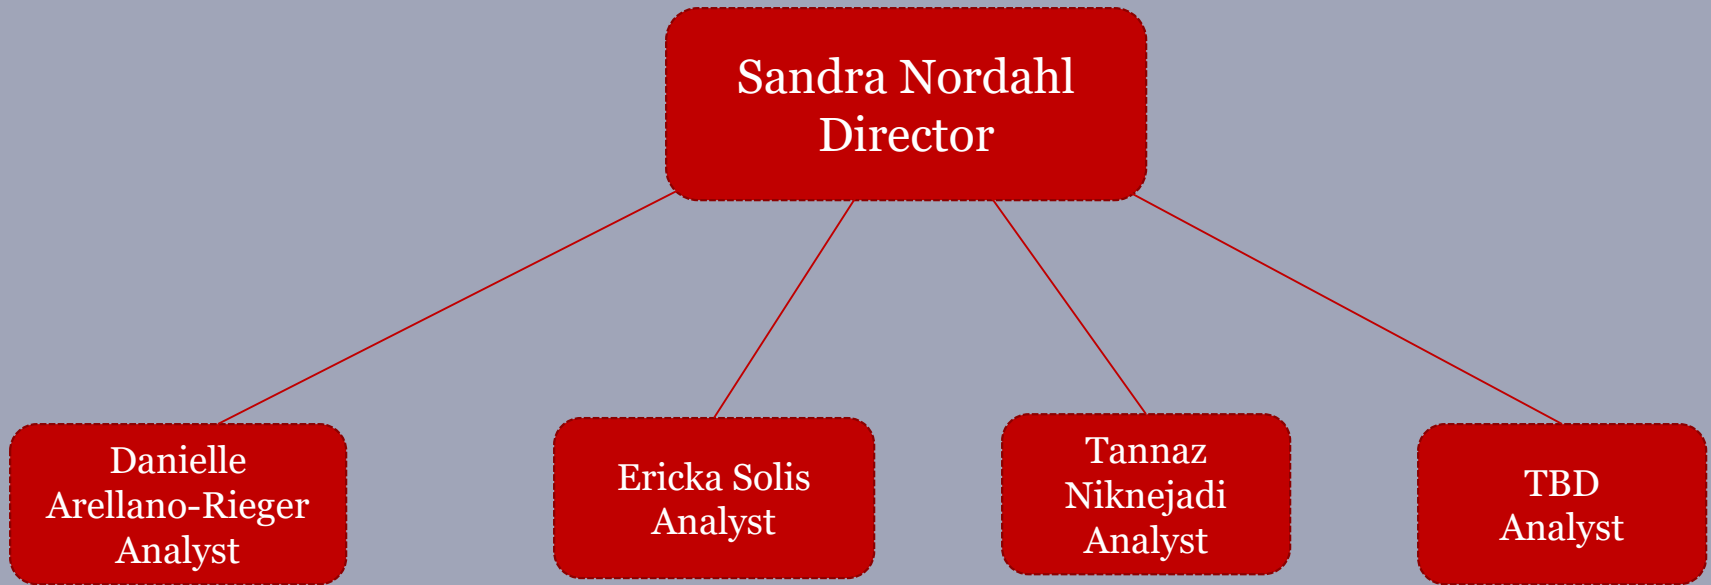 Sandra Nordahl
Director
Danielle
Arellano-Rieger
Analyst
Ericka Solis
Analyst
Tannaz
Niknejadi
Analyst
TBD
Analyst